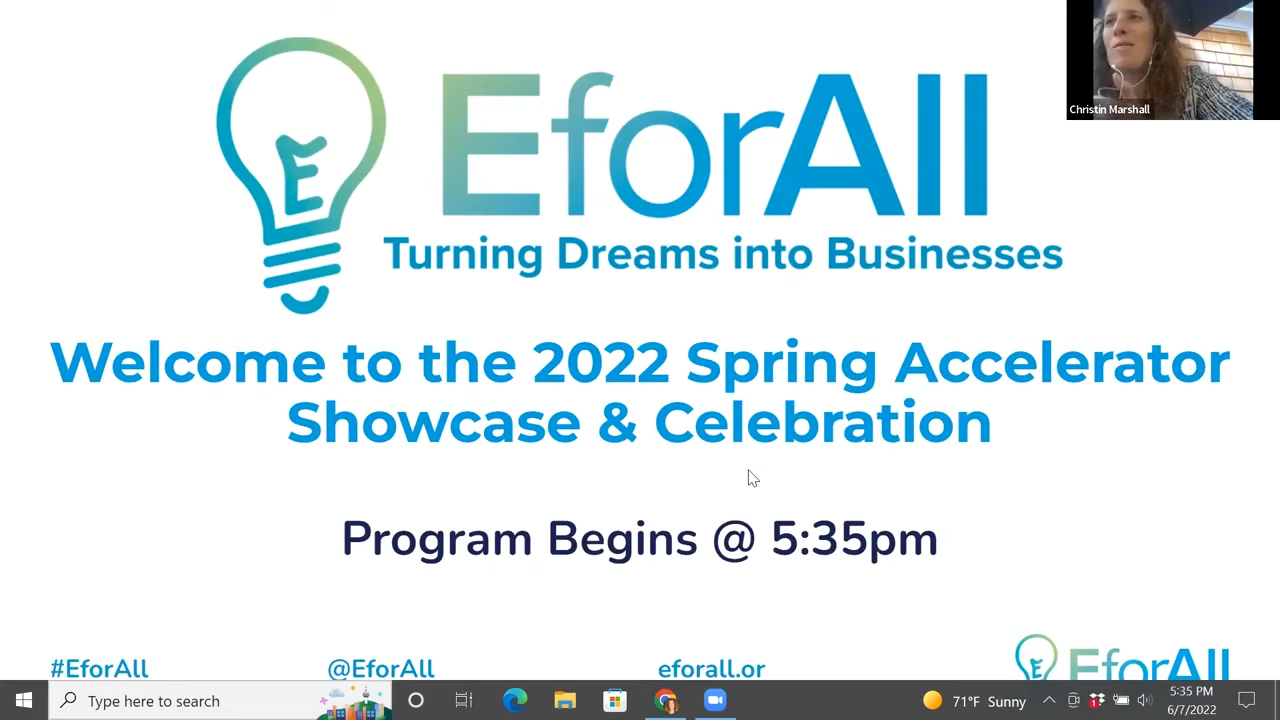 Christin Marshall
E
EforAll
Turning Dreams into Businesses
Welcome to the 2022 Spring Accelerator
Showcase & Celebration
Program Begins @ 5:35pm
#EforAll
@EforAll
eforall.or
E
EforAll
Type here to search
71°F Sunny
1
5:35 PM
6/7/2022